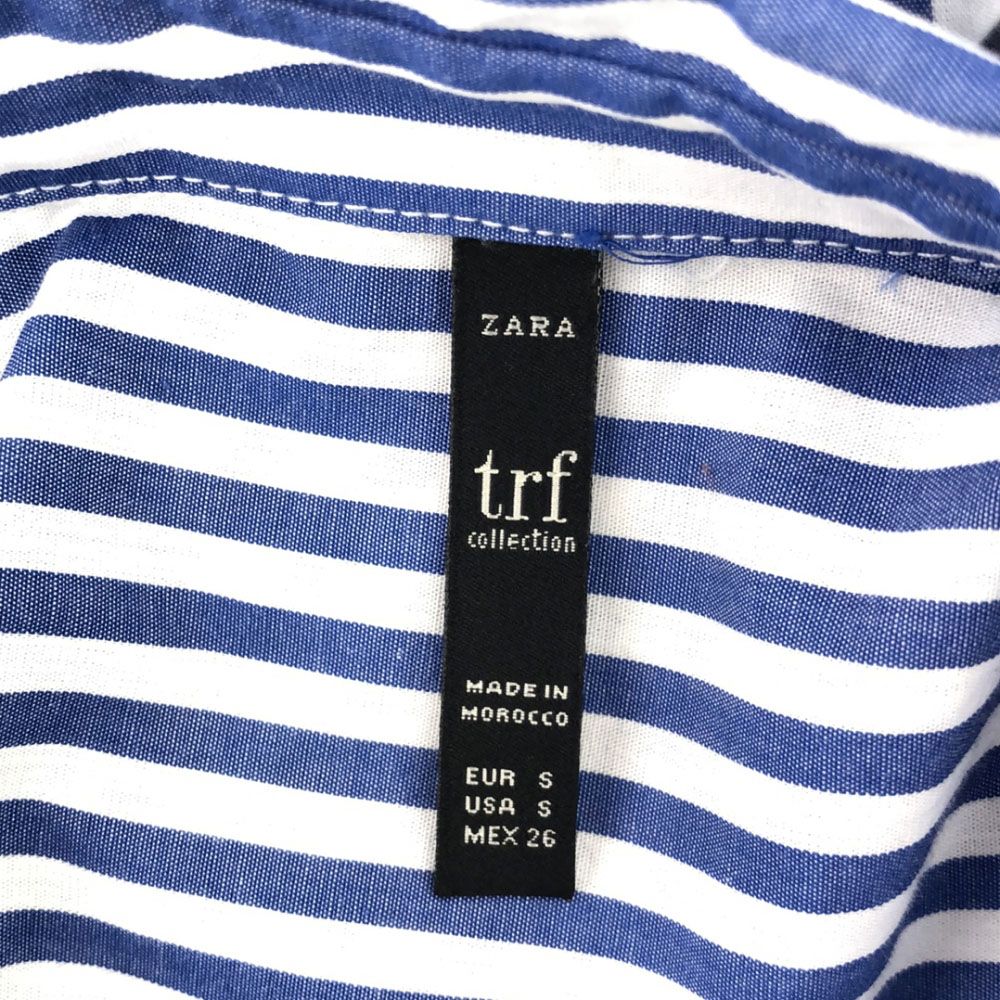 ZARA
trf
collection
MADE IN
MOROCCO
EUR S
USA S
MEX 26